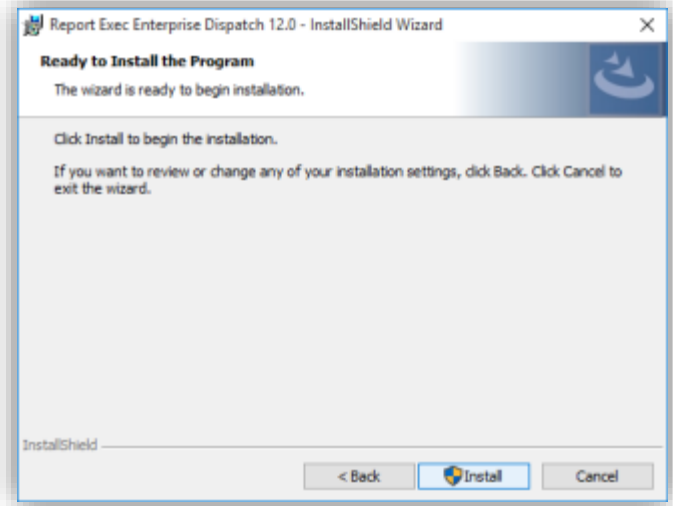 Report Exec Enterprise Dispatch 12.0 - InstallShield Wizard
Ready to Install the Program
The wizard is ready to begin installation.
Click Install to begin the installation.
If you want to review or change any of your installation settings, click Back. Click Cancel to
exit the wizard.
InstallShield
< Back
Install
Cancel